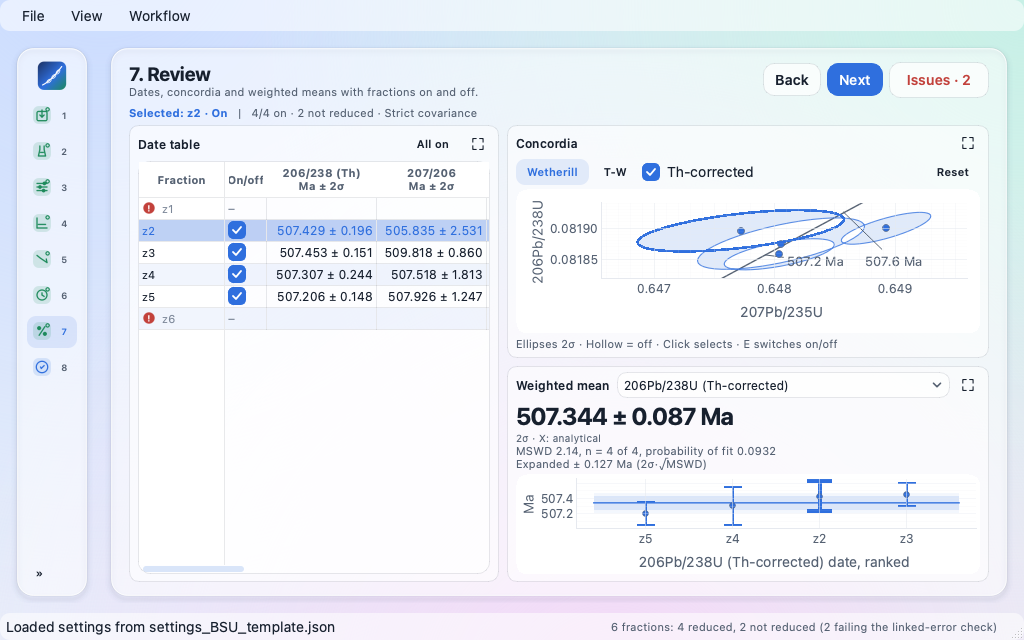 File View Workflow
1
2
3
4
5
6
7
8
»
7. Review
Dates, concordia and weighted means with fractions on and off.
Selected: z2 · On | 4/4 on · 2 not reduced · Strict covariance
Back Next Issues · 2
Date table All on
Fraction On/off 206/238 (Th) Ma ± 2σ 207/206 Ma ± 2σ
z1 –
z2 507.429 ± 0.196 505.835 ± 2.531
z3 507.453 ± 0.151 509.818 ± 0.860
z4 507.307 ± 0.244 507.518 ± 1.813
z5 507.206 ± 0.148 507.926 ± 1.247
z6 –
Concordia
Wetherill T-W Th-corrected Reset
206Pb/238U
0.08190
0.08185
507.2 Ma 507.6 Ma
0.647 0.648 0.649
207Pb/235U
Ellipses 2σ · Hollow = off · Click selects · E switches on/off
Weighted mean 206Pb/238U (Th-corrected)
507.344 ± 0.087 Ma
2σ · X: analytical
MSWD 2.14, n = 4 of 4, probability of fit 0.0932
Expanded ± 0.127 Ma (2σ·√MSWD)
Ma
507.4
507.2
z5 z4 z2 z3
206Pb/238U (Th-corrected) date, ranked
Loaded settings from settings_BSU_template.json
6 fractions: 4 reduced, 2 not reduced (2 failing the linked-error check)